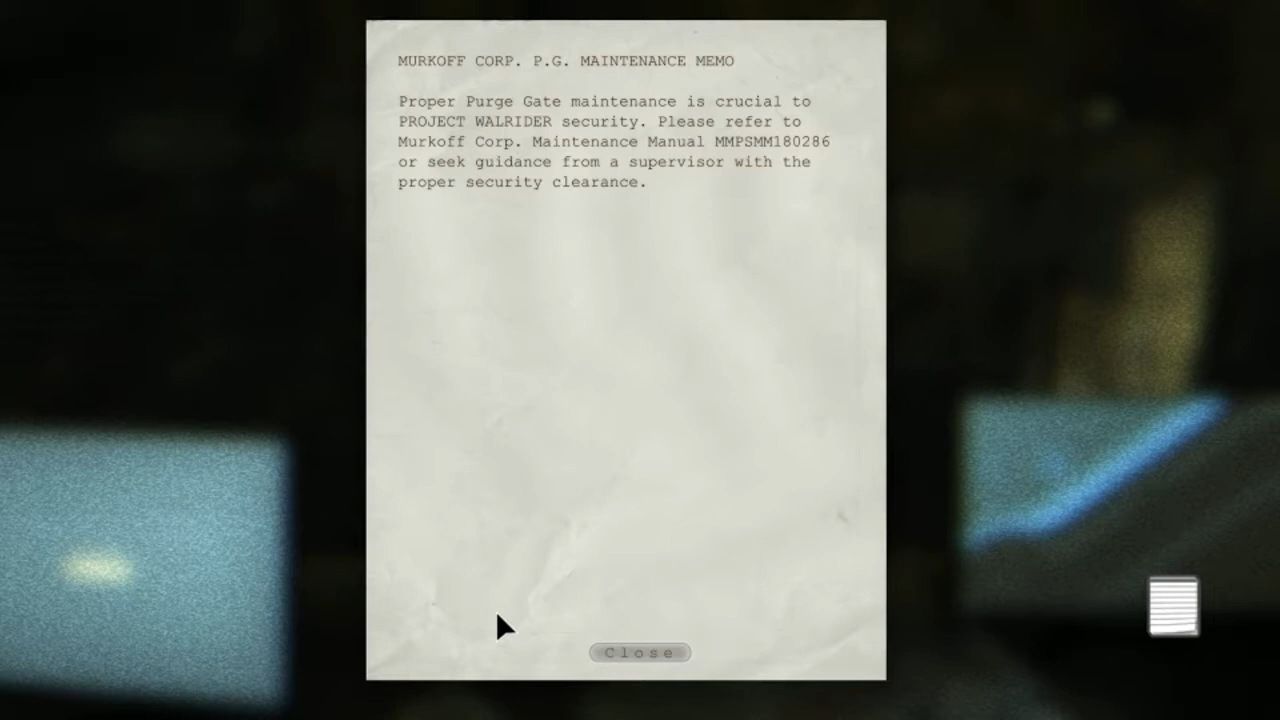 MURKOFF CORP. P.G. MAINTENANCE MEMO
Proper Purge Gate maintenance is crucial to
PROJECT WALRIDER security. Please refer to
Murkoff Corp. Maintenance Manual MMPSMM180286
or seek guidance from a supervisor with the
proper security clearance.
Close